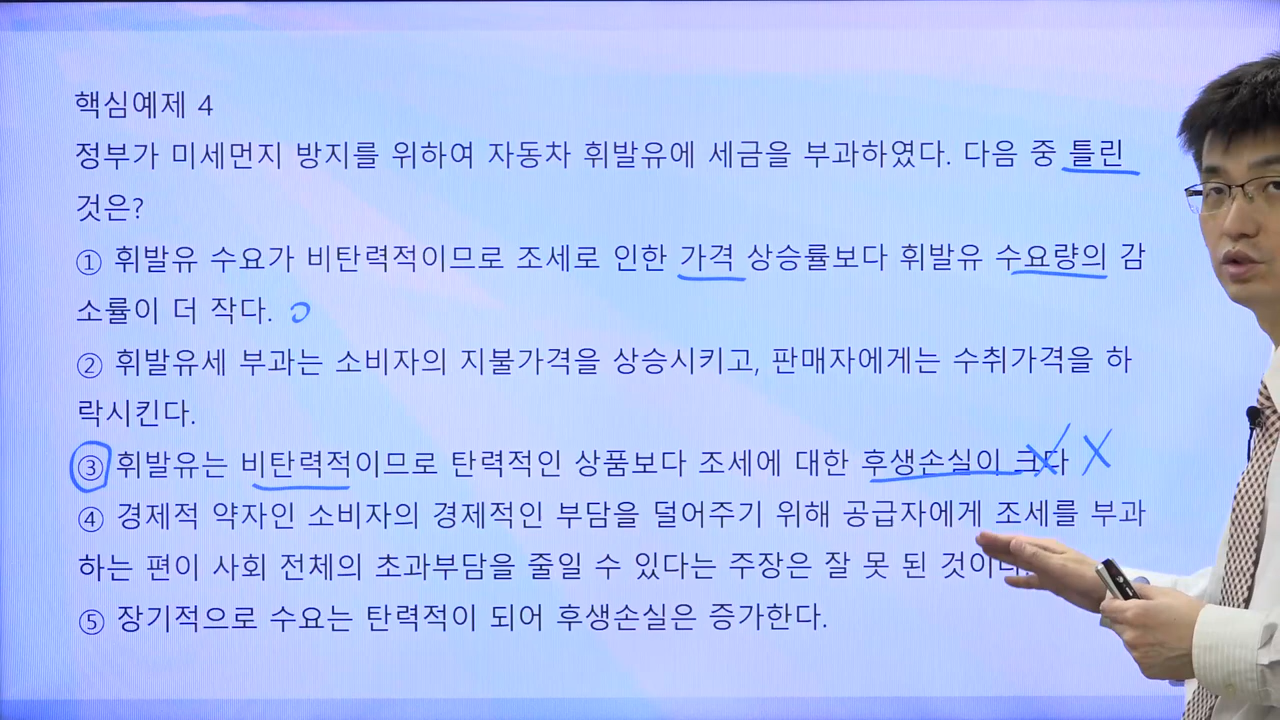 핵심예제 4
정부가 미세먼지 방지를 위하여 자동차 휘발유에 세금을 부과하였다. 다음 중 틀린
것은?
① 휘발유 수요가 비탄력적이므로 조세로 인한 가격 상승률보다 휘발유 수요량의 감
소률이 더 작다. O
② 휘발유세 부과는 소비자의 지불가격을 상승시키고, 판매자에게는 수취가격을 하
락시킨다.
③ 휘발유는 비탄력적이므로 탄력적인 상품보다 조세에 대한 후생손실이 크다 X
④ 경제적 약자인 소비자의 경제적인 부담을 덜어주기 위해 공급자에게 조세를 부과
하는 편이 사회 전체의 초과부담을 줄일 수 있다는 주장은 잘 못 된 것이다.
⑤ 장기적으로 수요는 탄력적이 되어 후생손실은 증가한다.